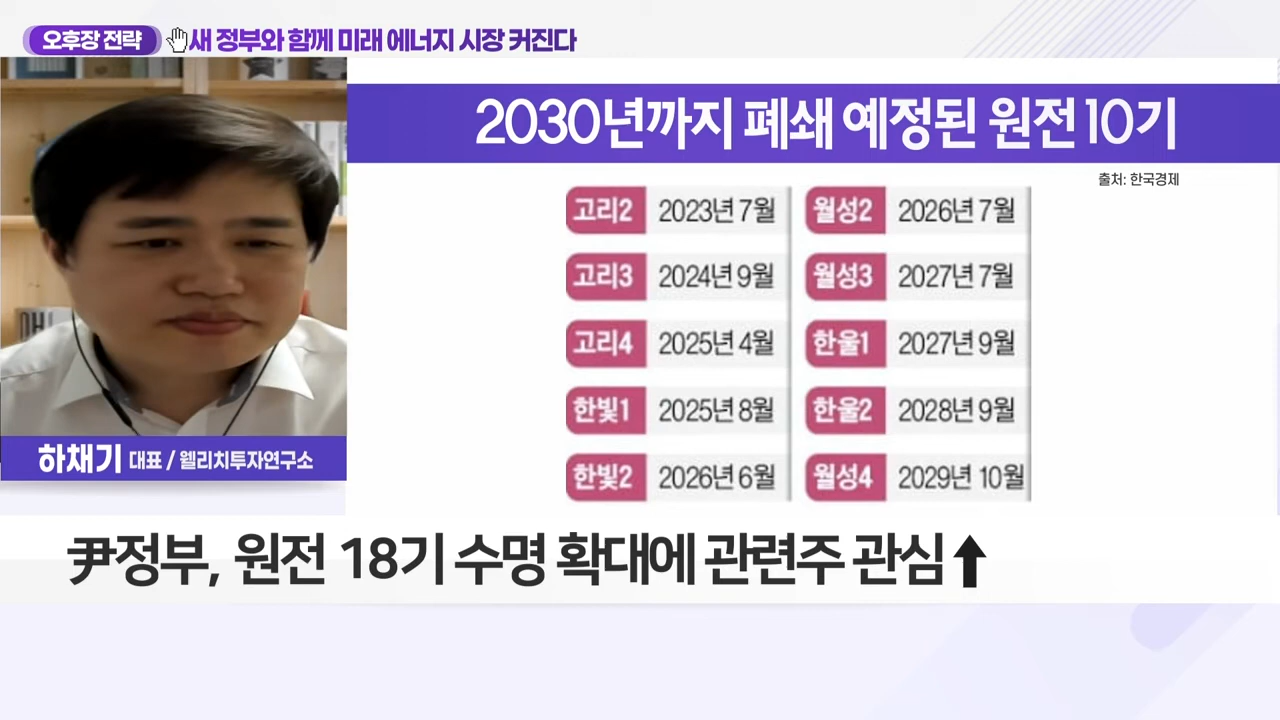 오후장 전략 새 정부와 함께 미래 에너지 시장 커진다
2030년까지 폐쇄 예정된 원전 10기
출처: 한국경제
고리2 2023년 7월 월성2 2026년 7월
고리3 2024년 9월 월성3 2027년 7월
고리4 2025년 4월 한울1 2027년 9월
한빛1 2025년 8월 한울2 2028년 9월
한빛2 2026년 6월 월성4 2029년 10월
하채기 대표 / 웰리치투자연구소
尹정부, 원전 18기 수명 확대에 관련주 관심↑